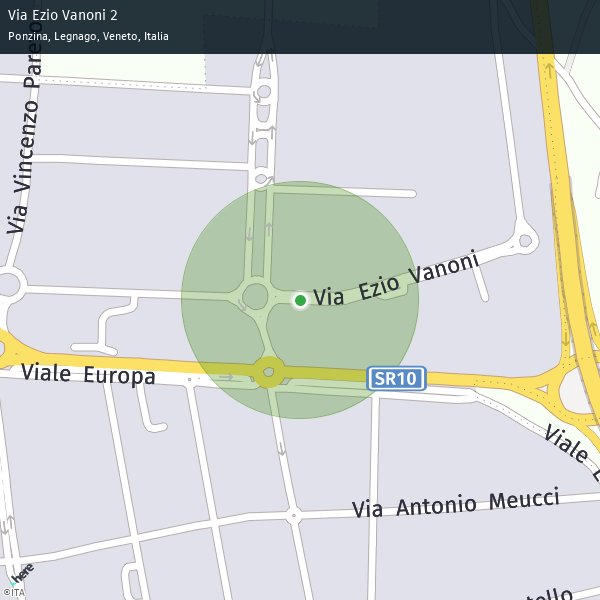 Via Ezio Vanoni 2
Ponzina, Legnago, Veneto, Italia
Via Vincenzo Pareto
Via Ezio Vanoni
SR10
Viale Europa
Viale
Via Antonio Meucci
here
©ITA